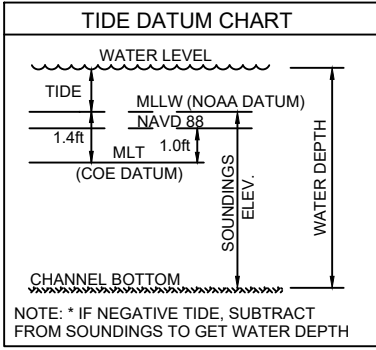 TIDE DATUM CHART
WATER LEVEL
TIDE
MLLW (NOAA DATUM)
NAVD 88
1.4ft
MLT
1.0ft
(COE DATUM)
SOUNDINGS
ELEV.
WATER DEPTH
CHANNEL BOTTOM
NOTE: * IF NEGATIVE TIDE, SUBTRACT
FROM SOUNDINGS TO GET WATER DEPTH